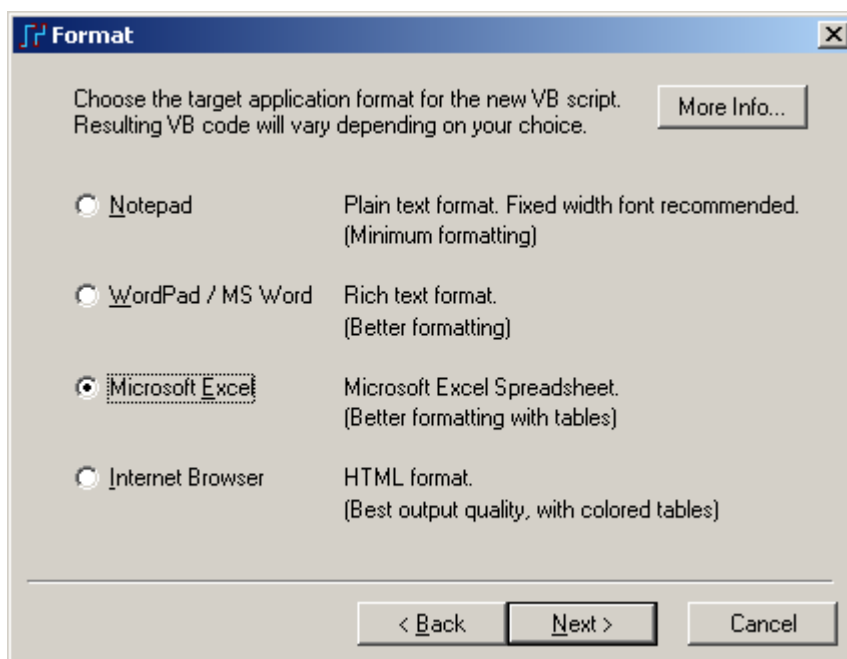 Format
Choose the target application format for the new VB script.
Resulting VB code will vary depending on your choice.
More Info...
Notepad
Plain text format. Fixed width font recommended.
(Minimum formatting)
WordPad / MS Word
Rich text format.
(Better formatting)
Microsoft Excel
Microsoft Excel Spreadsheet.
(Better formatting with tables)
Internet Browser
HTML format.
(Best output quality, with colored tables)
< Back
Next >
Cancel